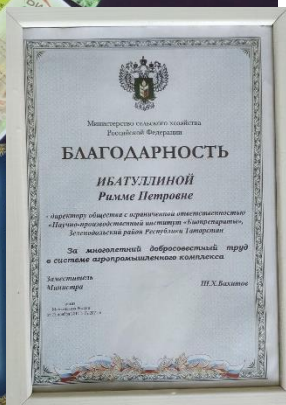 Министерство сельского хозяйства
Российской Федерации
БЛАГОДАРНОСТЬ
ИБАТУЛЛИНОЙ
Римме Петровне
- директору общества с ограниченной ответственностью
«Научно-производственный институт «Биопрепараты»,
Зеленодольский район Республики Татарстан
За многолетний добросовестный труд
в системе агропромышленного комплекса
Заместитель
Министра
Ш.Х.Вахитов